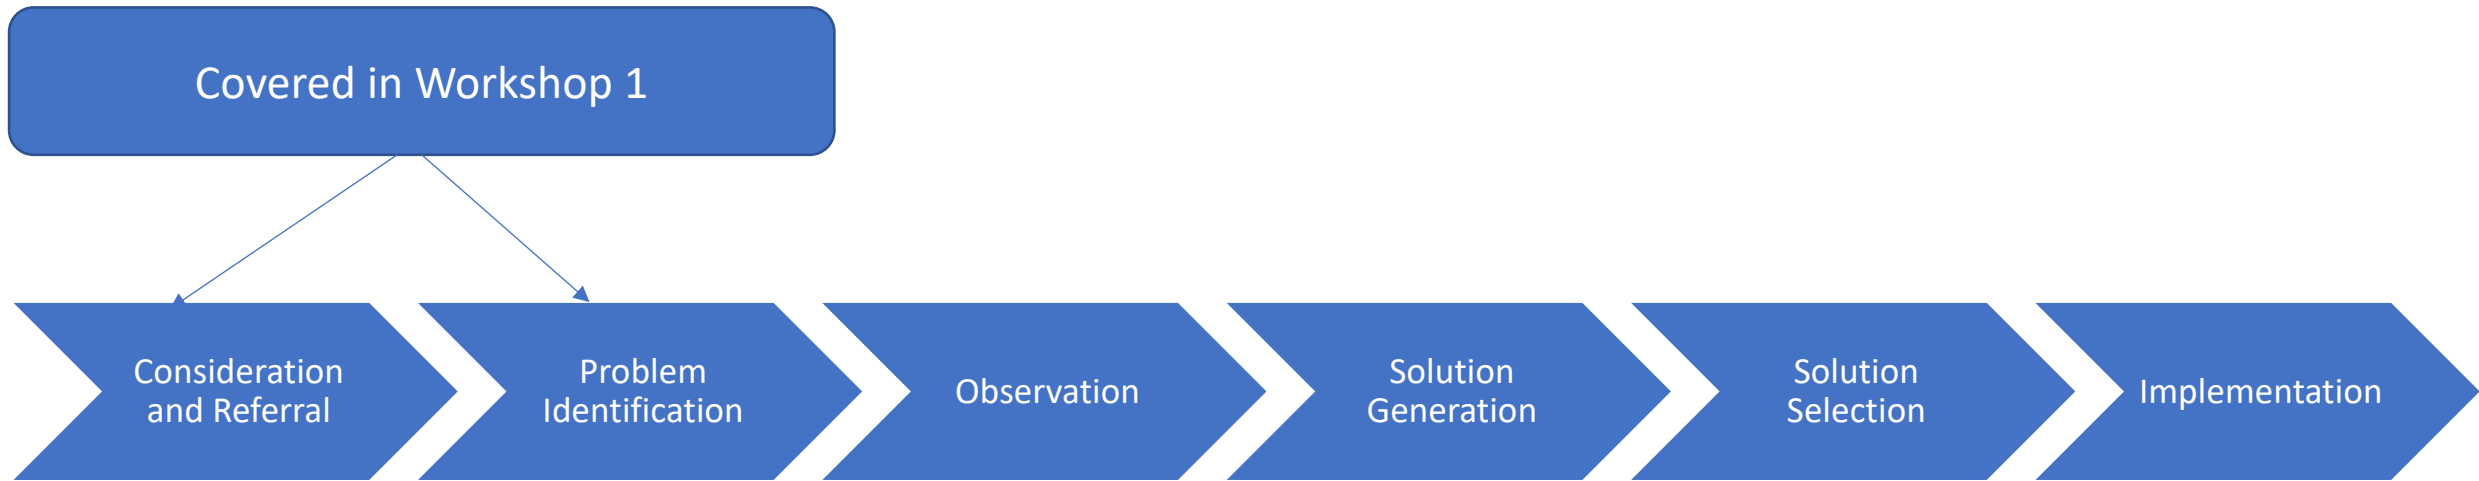 Covered in Workshop 1
Consideration
and Referral
Problem
Identification
Observation
Solution
Generation
Solution
Selection
Implementation